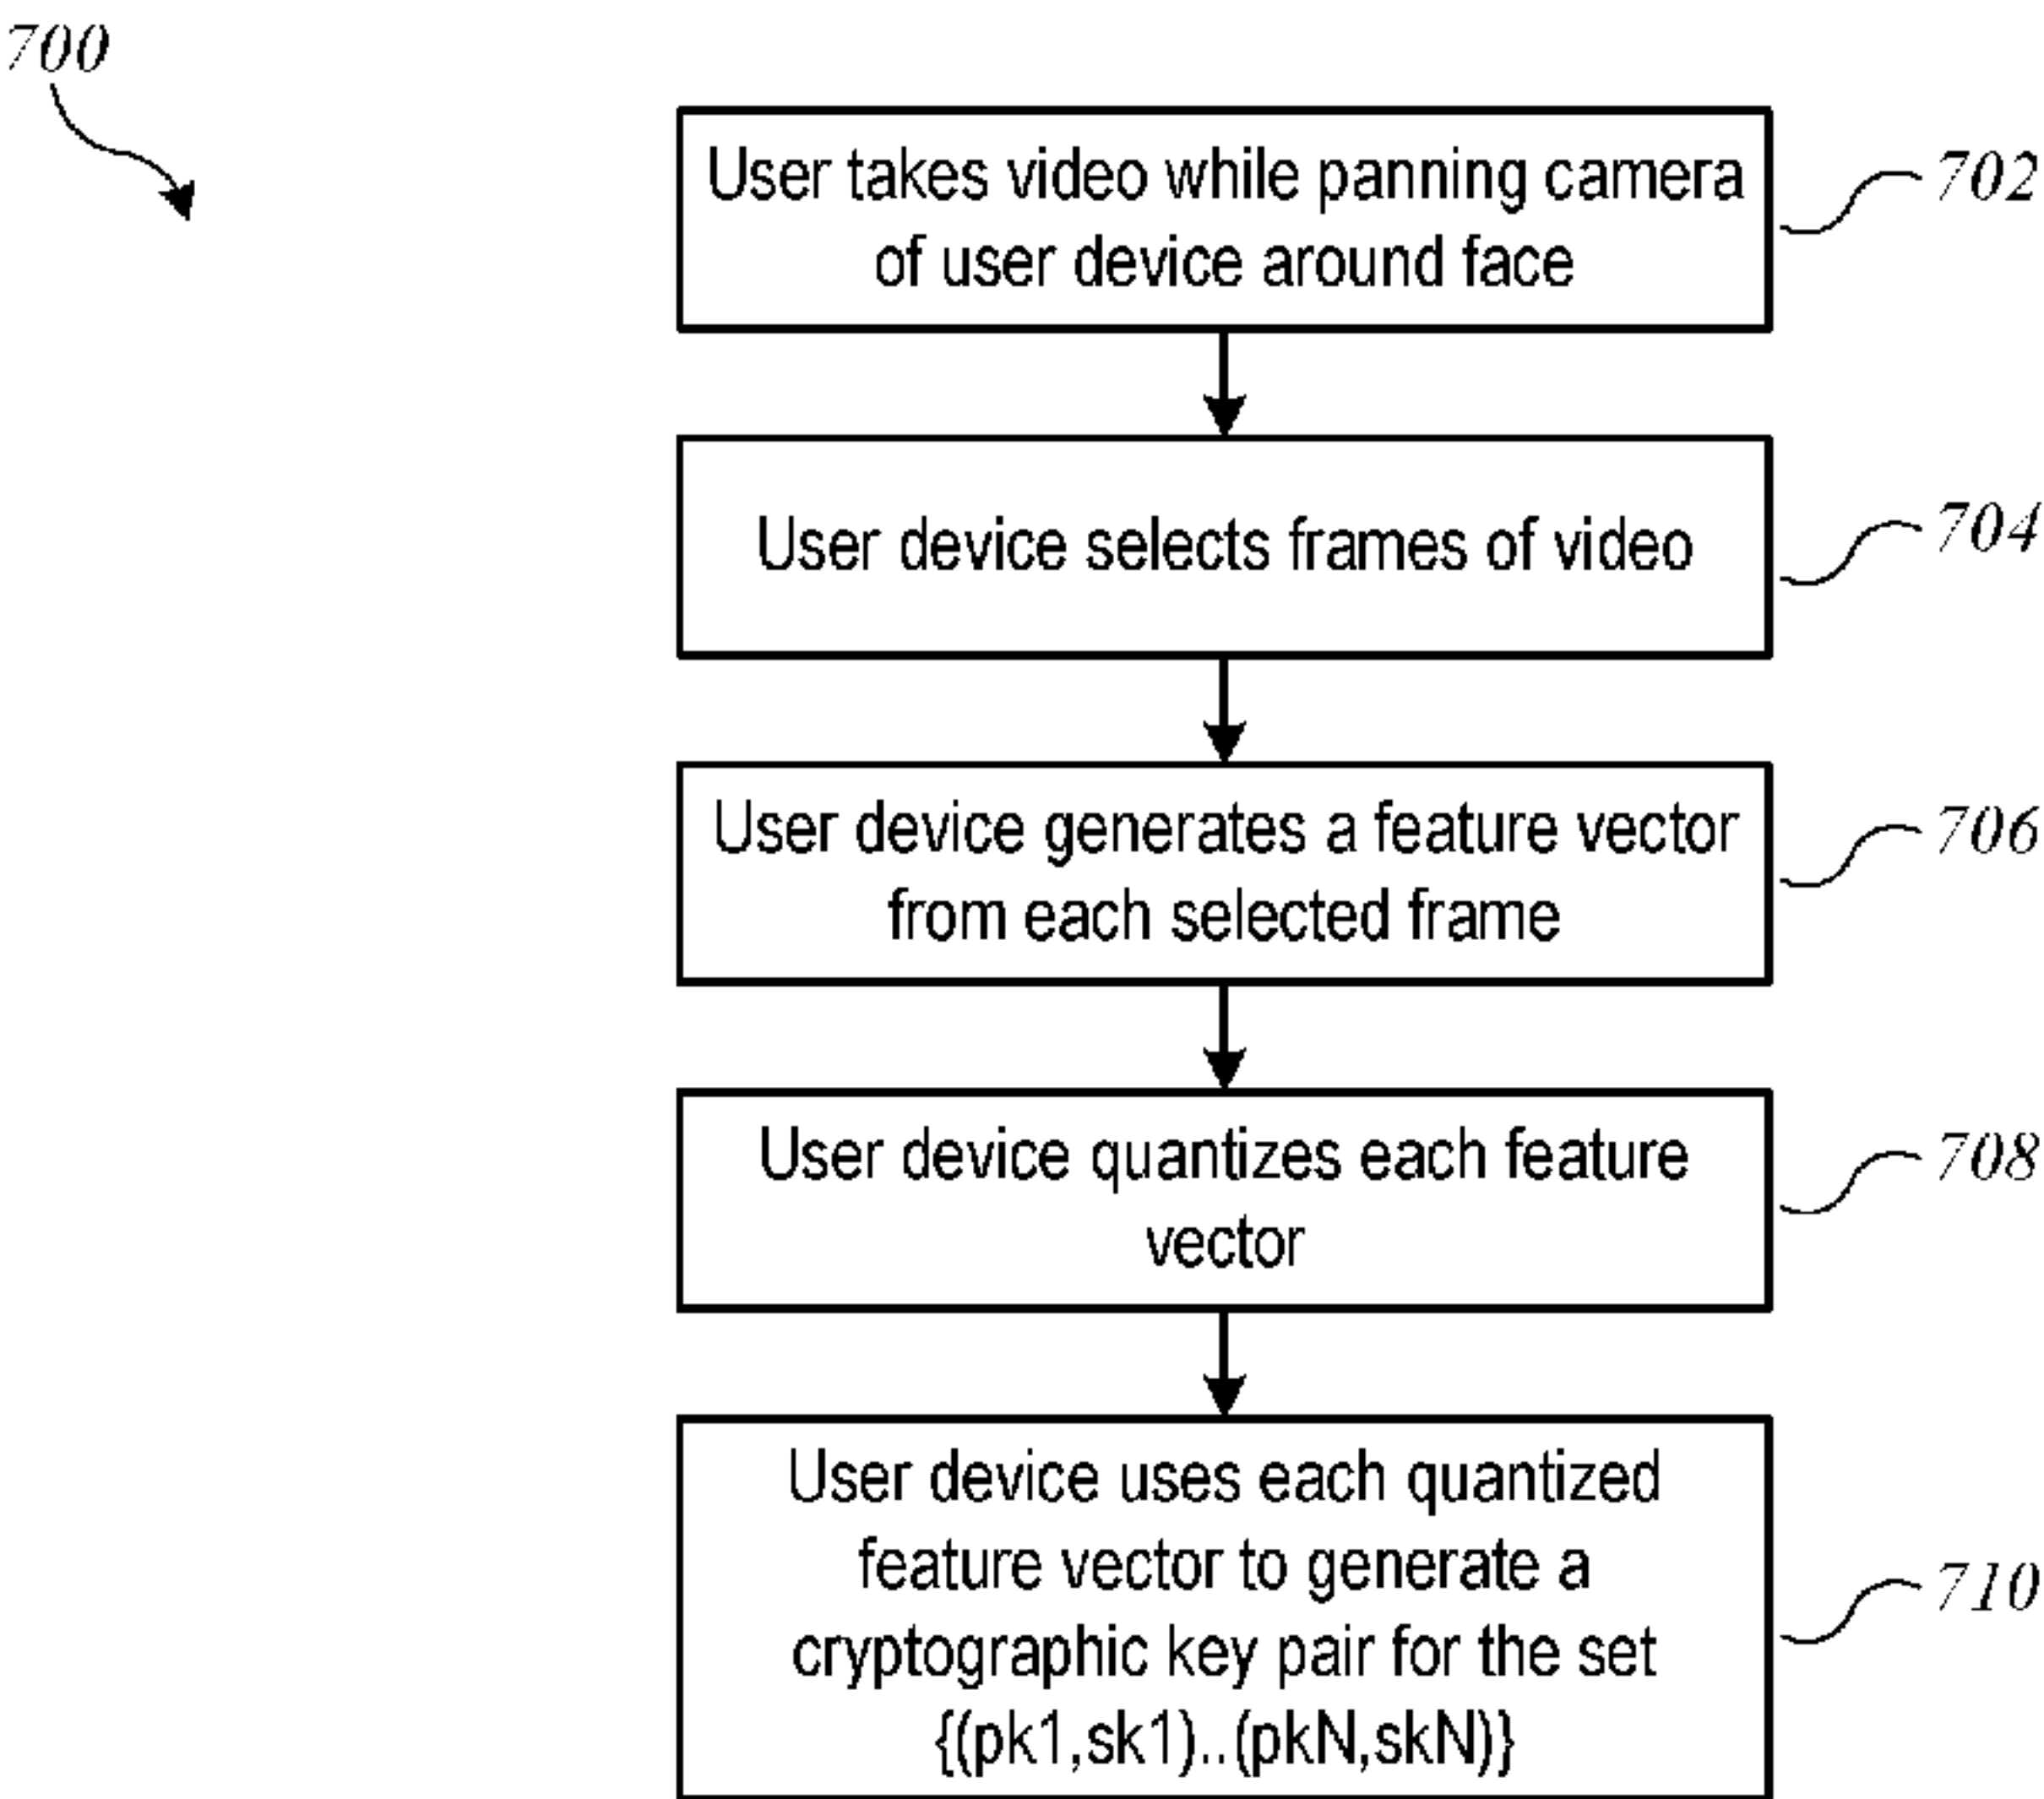 700
User takes video while panning camera
of user device around face
702
User device selects frames of video
704
User device generates a feature vector
from each selected frame
706
User device quantizes each feature
vector
708
User device uses each quantized
feature vector to generate a
cryptographic key pair for the set
{(pk1,sk1)..(pkN,skN)}
710